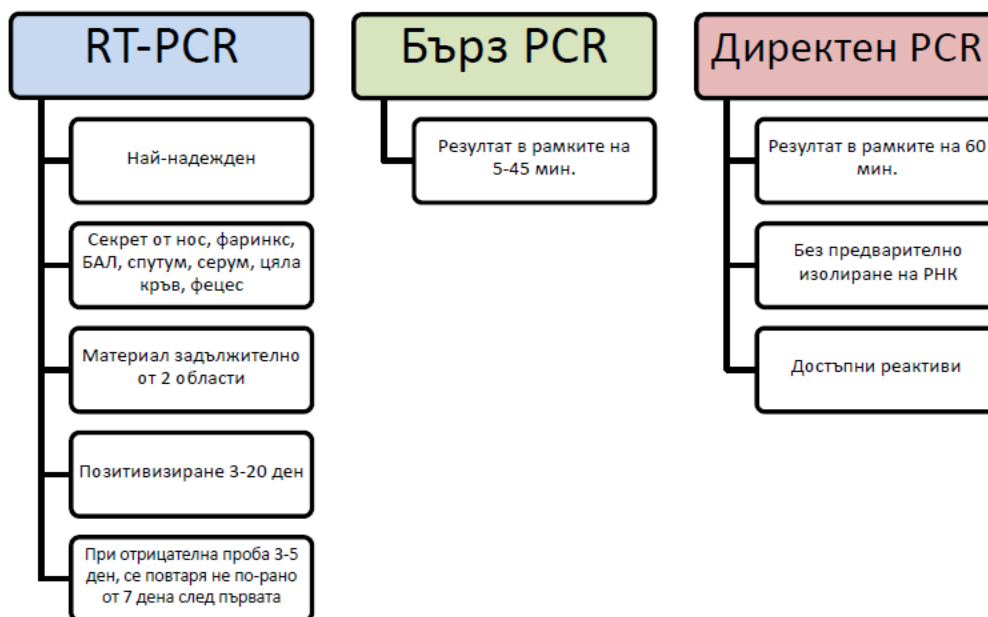 RT-PCR
Най-надежден
Секрет от нос, фаринкс,
БАЛ, спутум, серум, цяла
кръв, фецес
Материал задължително
от 2 области
Позитивизиране 3-20 ден
При отрицателна проба 3-5
ден, се повтаря не по-рано
от 7 дена след първата
Бърз PCR
Резултат в рамките на
5-45 мин.
Директен PCR
Резултат в рамките на 60
мин.
Без предварително
изолиране на РНК
Достъпни реактиви